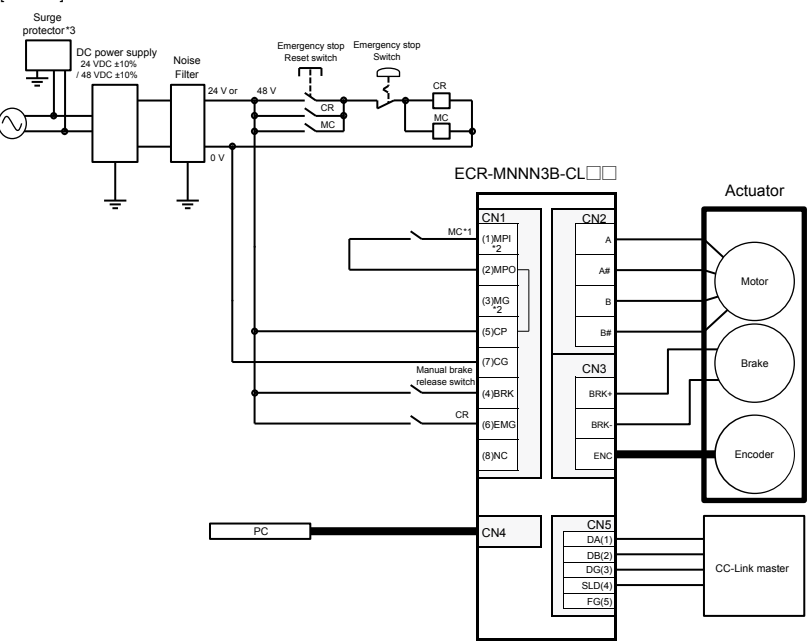 Surge
protector*3
DC power supply
24 VDC ±10%
/ 48 VDC ±10%
Noise
Filter
24 V or
48 V
0 V
Emergency stop
Reset switch
Emergency stop
Switch
CR
MC
CR
MC
ECR-MNNN3B-CL□□
Actuator
CN1
MC*1
(1)MPI
*2
(2)MPO
(3)MG
*2
(5)CP
(7)CG
Manual brake
release switch
(4)BRK
CR
(6)EMG
(8)NC
CN2
A
A#
B
B#
CN3
BRK+
BRK-
ENC
Motor
Brake
Encoder
PC
CN4
CN5
DA(1)
DB(2)
DG(3)
SLD(4)
FG(5)
CC-Link master